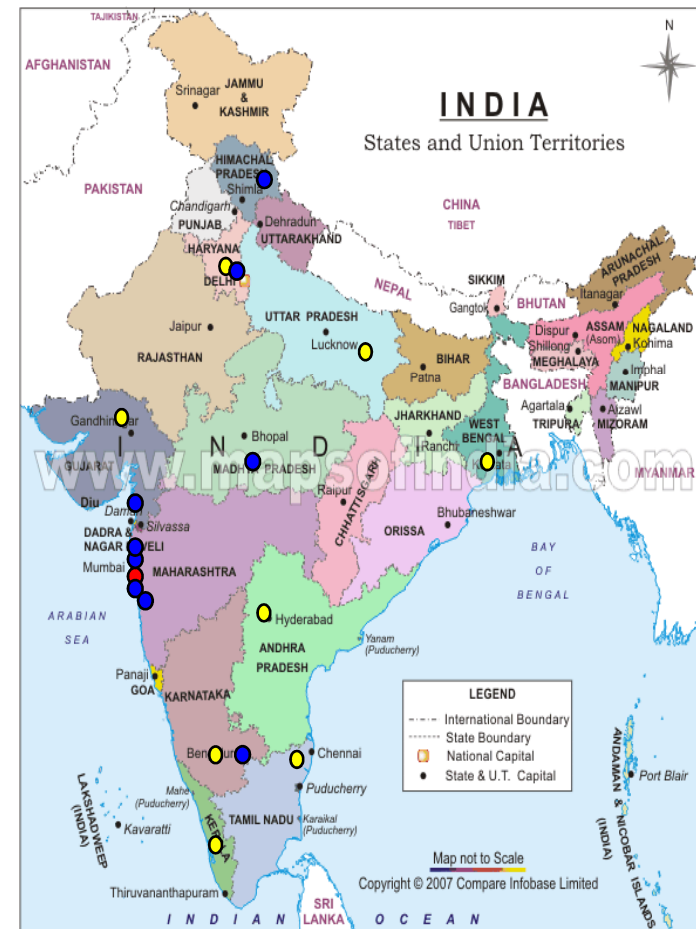 TAJIKISTAN
AFGHANISTAN
N
JAMMU
&
KASHMIR
Srinagar
INDIA
States and Union Territories
HIMACHAL
PRADESH
PAKISTAN
Shimla
CHINA
TIBET
Chandigarh
PUNJAB
Dehradun
UTTARAKHAND
HARYANA
DELHI
NEPAL
SIKKIM
Gangtok
BHUTAN
ARUNACHAL
PRADESH
Itanagar
UTTAR PRADESH
Lucknow
Jaipur
RAJASTHAN
BIHAR
Patna
Dispur
Shillong
ASSAM
(Asom)
NAGALAND
Kohima
MEGHALAYA
Imphal
MANIPUR
BANGLADESH
Agartala
TRIPURA
Aizawl
MIZORAM
JHARKHAND
Ranchi
WEST
BENGAL
Gandhinagar
GUJARAT
I N D I A
Bhopal
MADHYA PRADESH
www.mapsofindia.com
MYANMAR
Diu
Daman
Silvassa
DADRA &
NAGAR
Raipur
CHHATTISGARH
Bhubaneshwar
ORISSA
Mumbai
MAHARASHTRA
BAY
OF
BENGAL
ARABIAN
SEA
Hyderabad
ANDHRA
PRADESH
Yanam
(Puducherry)
Panaji
GOA
KARNATAKA
LEGEND
International Boundary
State Boundary
National Capital
State & U.T. Capital
Chennai
Puducherry
Mahe
(Puducherry)
TAMIL NADU
Karaikal
(Puducherry)
LAKSHADWEEP
(INDIA)
Kavaratti
ANDAMAN & NICOBAR ISLANDS
(INDIA)
Port Blair
Thiruvananthapuram
Map not to Scale
Copyright © 2007 Compare Infobase Limited
SRI
LANKA
INDIAN OCEAN